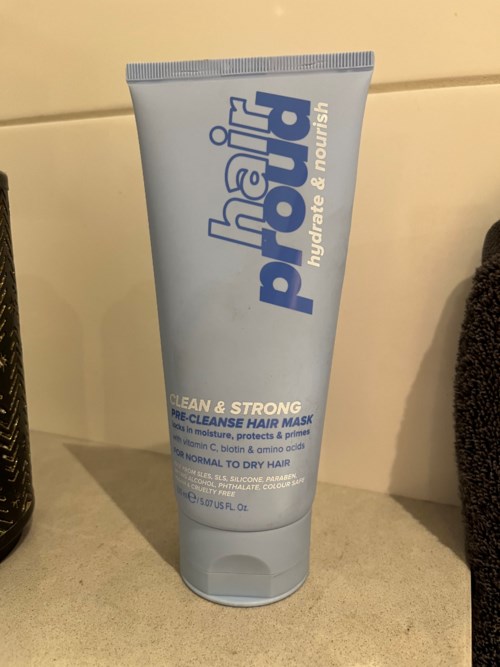 hair
proud
hydrate & nourish
CLEAN & STRONG
PRE-CLEANSE HAIR MASK
locks in moisture, protects & primes
with vitamin C, biotin & amino acids
FOR NORMAL TO DRY HAIR
FROM SLES, SLS, SILICONE, PARABEN,
ALCOHOL, PHTHALATE, COLOUR SAFE
& CRUELTY FREE
℮/ 5.07 US FL. Oz.